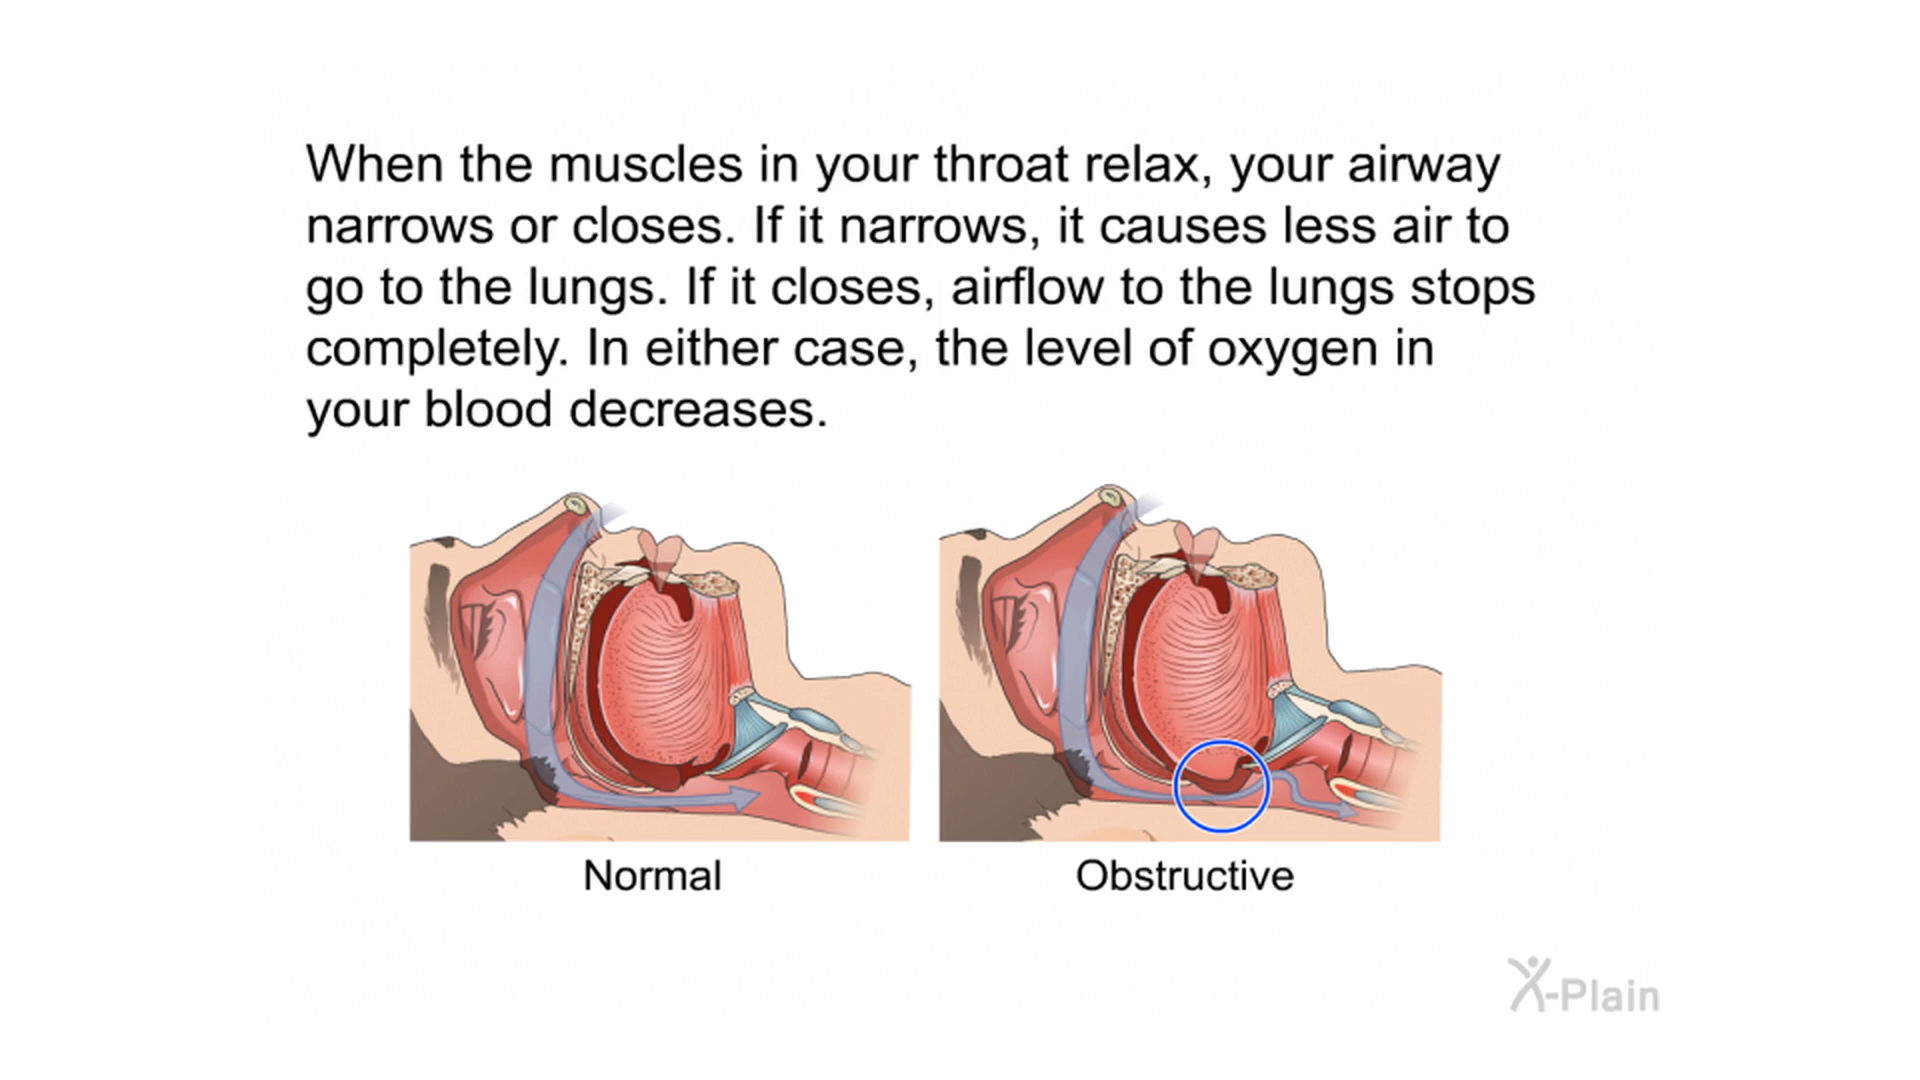 When the muscles in your throat relax, your airway
narrows or closes. If it narrows, it causes less air to
go to the lungs. If it closes, airflow to the lungs stops
completely. In either case, the level of oxygen in
your blood decreases.
Normal
Obstructive
X-Plain